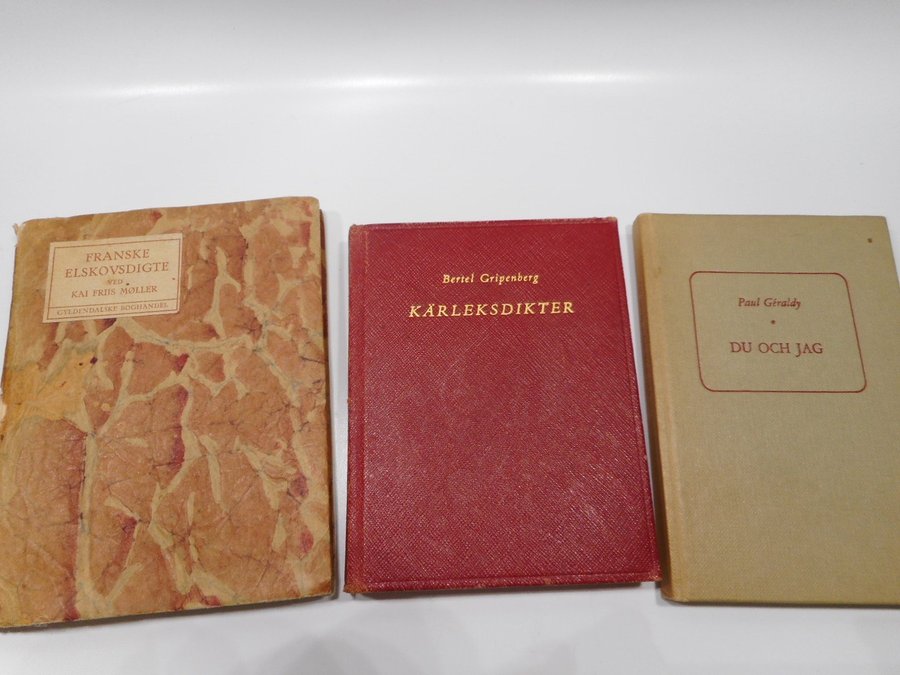 FRANSKE
ELSKOVSDIGTE
VED
KAI FRIIS MØLLER
GYLDENDALSKE BOGHANDEL
Bertel Gripenberg
KÄRLEKSDIKTER
Paul Géraldy
DU OCH JAG